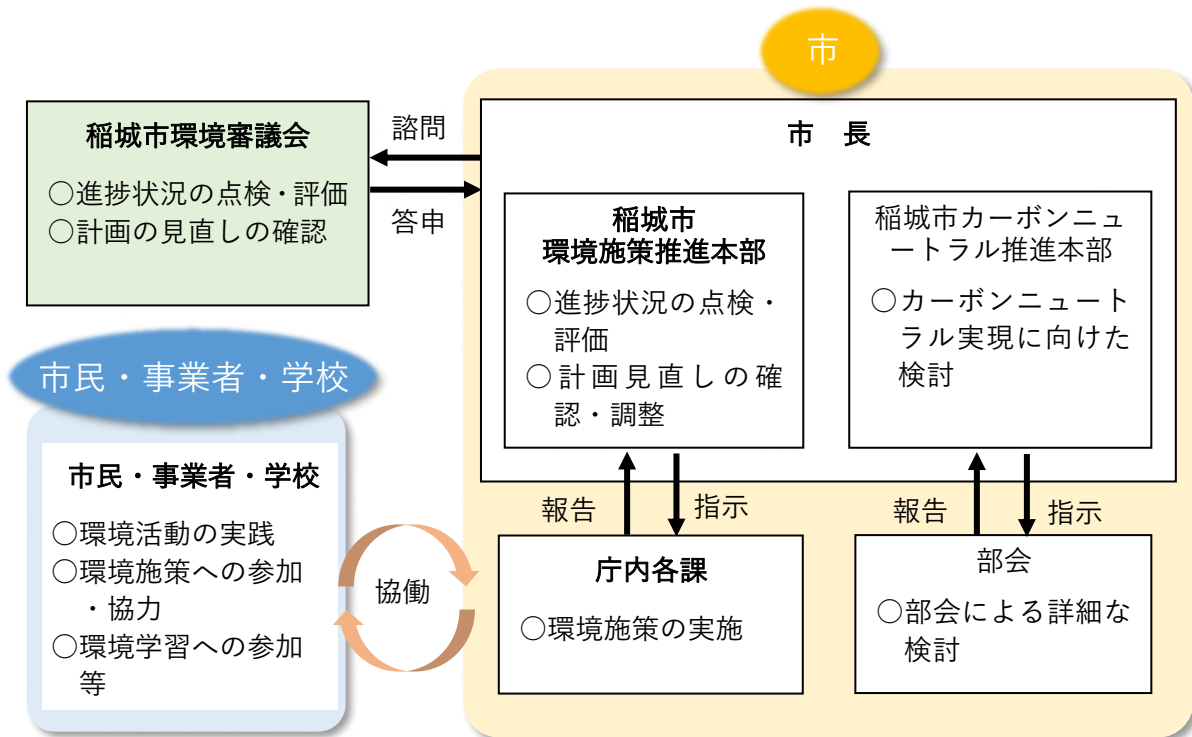 市
稲城市環境審議会
○進捗状況の点検・評価
○計画の見直しの確認
諮問
答申
市　長
稲城市
環境施策推進本部
○進捗状況の点検・
評価
○計画見直しの確
認・調整
稲城市カーボンニュ
ートラル推進本部
○カーボンニュート
ラル実現に向けた
検討
市民・事業者・学校
市民・事業者・学校
○環境活動の実践
○環境施策への参加
・協力
○環境学習への参加
等
協働
報告
指示
庁内各課
○環境施策の実施
報告
指示
部会
○部会による詳細な
検討